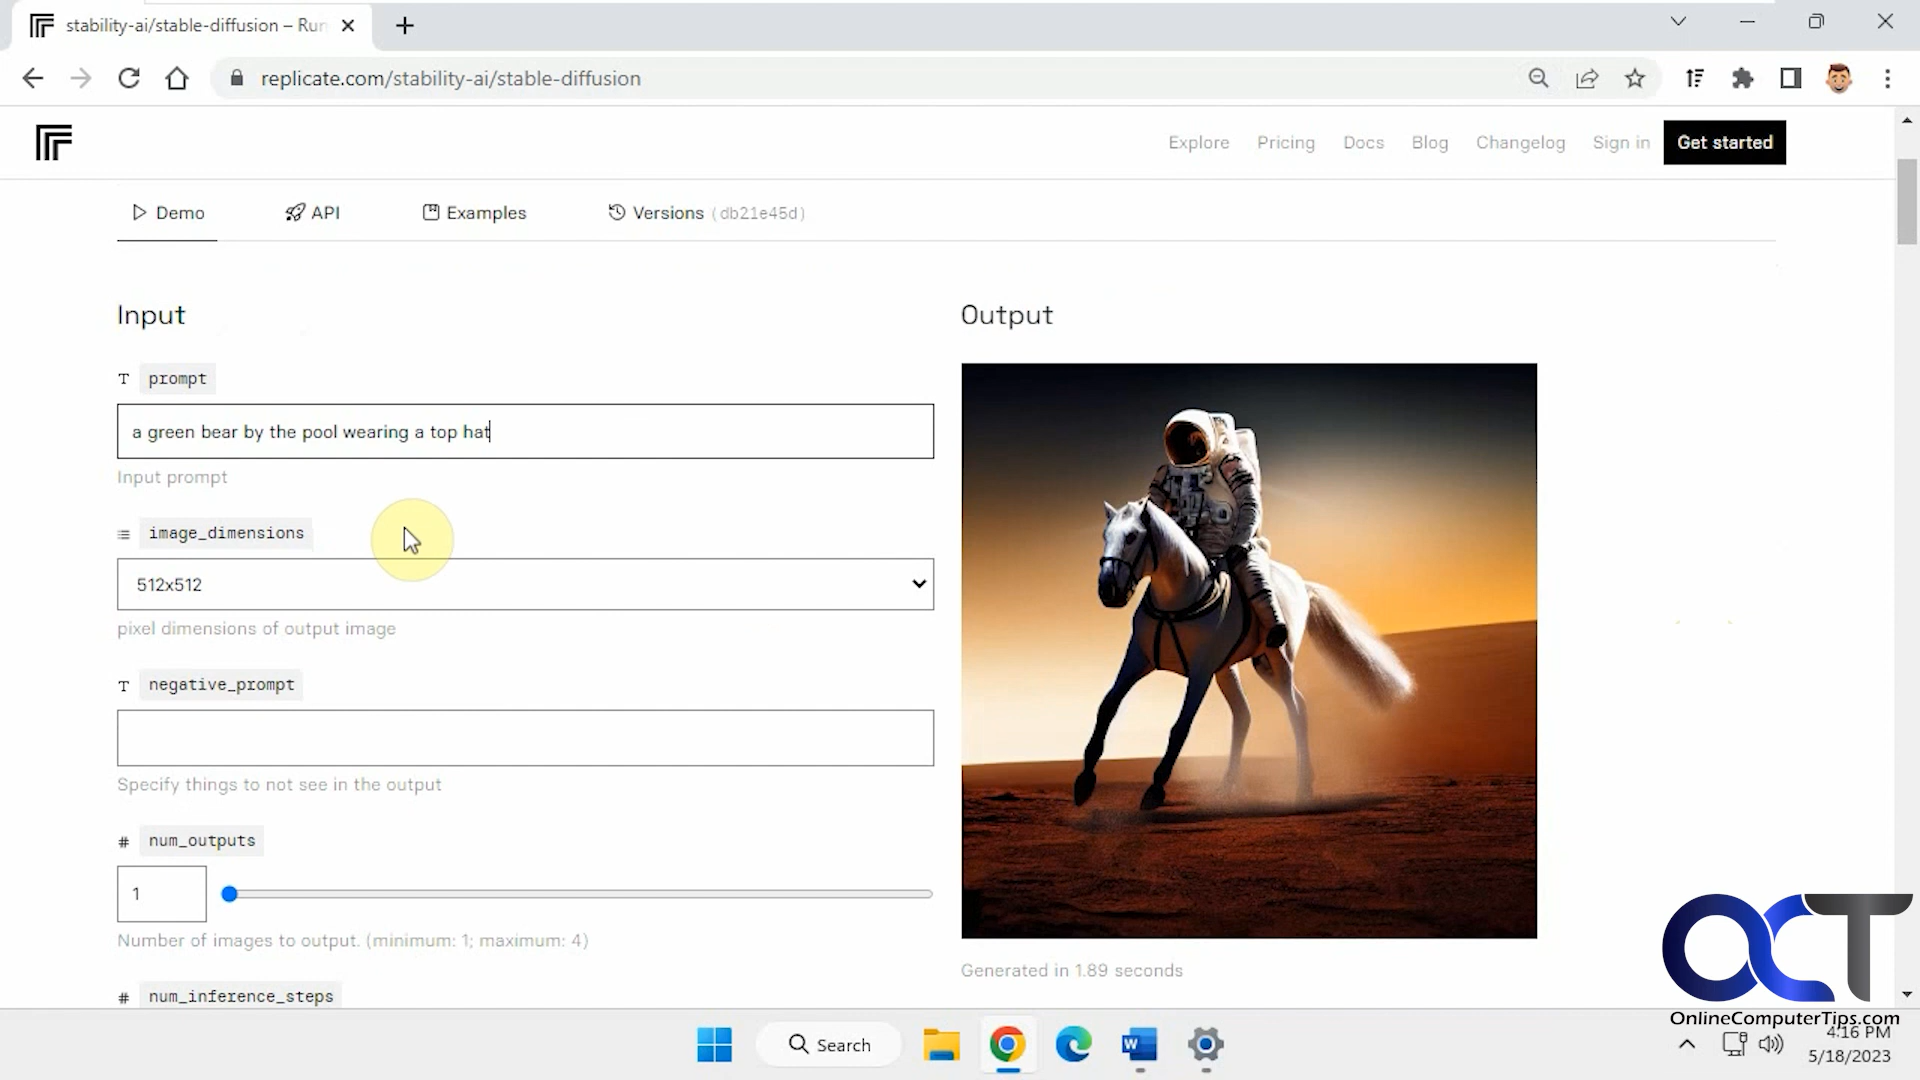 stability-ai/stable-diffusion – Run
replicate.com/stability-ai/stable-diffusion
Explore Pricing Docs Blog Changelog Sign in Get started
Demo API Examples Versions (db21e45d)
Input
Output
T prompt
a green bear by the pool wearing a top hat
Input prompt
image_dimensions
512x512
pixel dimensions of output image
T negative_prompt
Specify things to not see in the output
# num_outputs
1
Number of images to output. (minimum: 1; maximum: 4)
Generated in 1.89 seconds
# num_inference_steps
OCT
OnlineComputerTips.com
Search
W
4:16 PM
5/18/2023